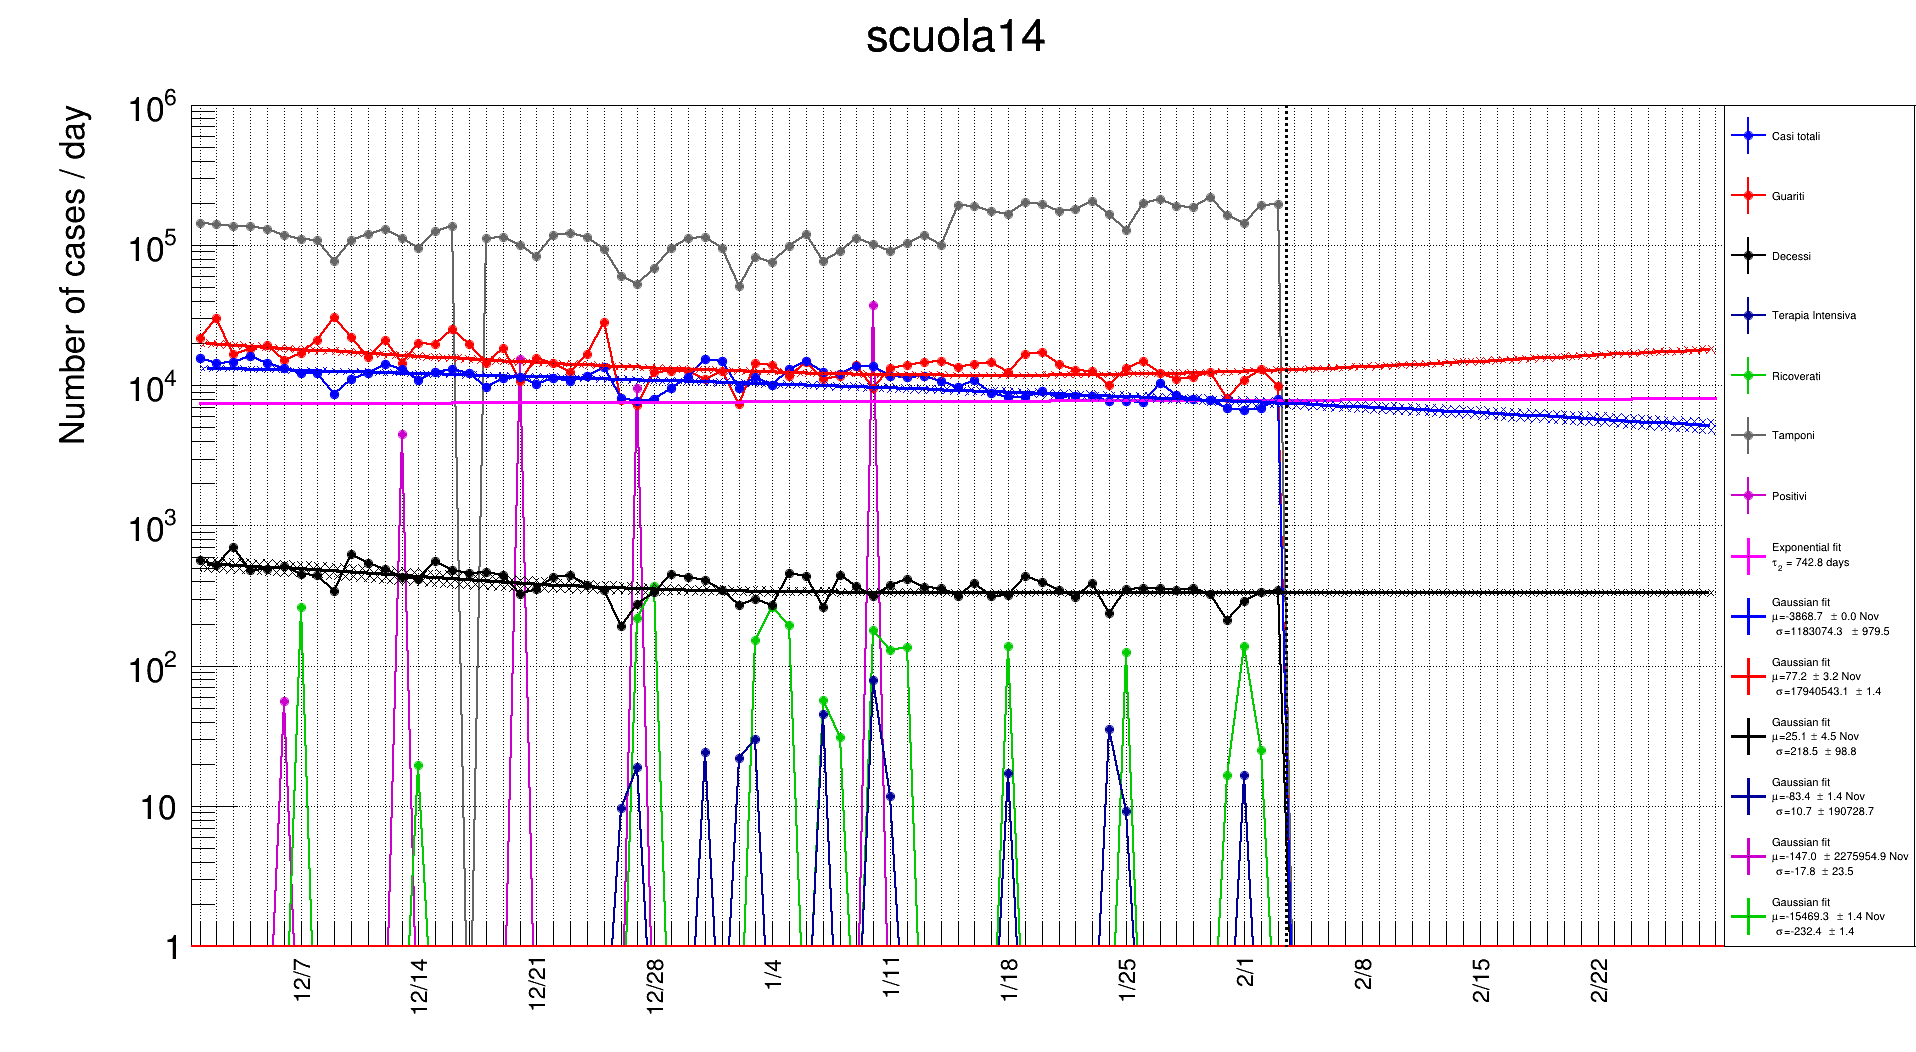 scuola14
Number of cases / day
10^6
10^5
10^4
10^3
10^2
10
1
12/7
12/14
12/21
12/28
1/4
1/11
1/18
1/25
2/1
2/8
2/15
2/22
Casi totali
Guariti
Decessi
Terapia Intensiva
Ricoverati
Tamponi
Positivi
Exponential fit
τ_2 = 742.8 days
Gaussian fit
μ=-3868.7 ± 0.0 Nov
σ=1183074.3 ± 979.5
Gaussian fit
μ=77.2 ± 3.2 Nov
σ=17940543.1 ± 1.4
Gaussian fit
μ=25.1 ± 4.5 Nov
σ=218.5 ± 98.8
Gaussian fit
μ=-83.4 ± 1.4 Nov
σ=10.7 ± 190728.7
Gaussian fit
μ=-147.0 ± 2275954.9 Nov
σ=-17.8 ± 23.5
Gaussian fit
μ=-15469.3 ± 1.4 Nov
σ=-232.4 ± 1.4